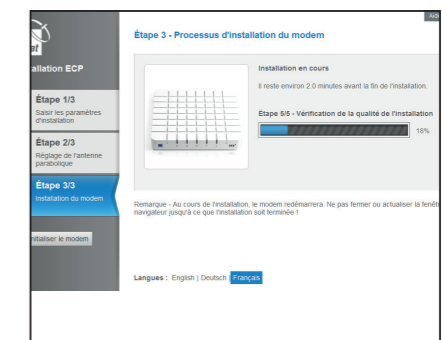 Aide
Étape 3 - Processus d'installation du modem
allation ECP
Étape 1/3
Saisir les paramètres
d'installation
Étape 2/3
Réglage de l'antenne
parabolique
Étape 3/3
Installation du modem
nitialiser le modem
Installation en cours
Il reste environ 2.0 minutes avant la fin de l'installation.
Étape 5/5 - Vérification de la qualité de l'installation
18%
Remarque - Au cours de l'installation, le modem redémarrera. Ne pas fermer ou actualiser la fenêt
navigateur jusqu'à ce que l'installation soit terminée !
Langues : English | Deutsch | Français